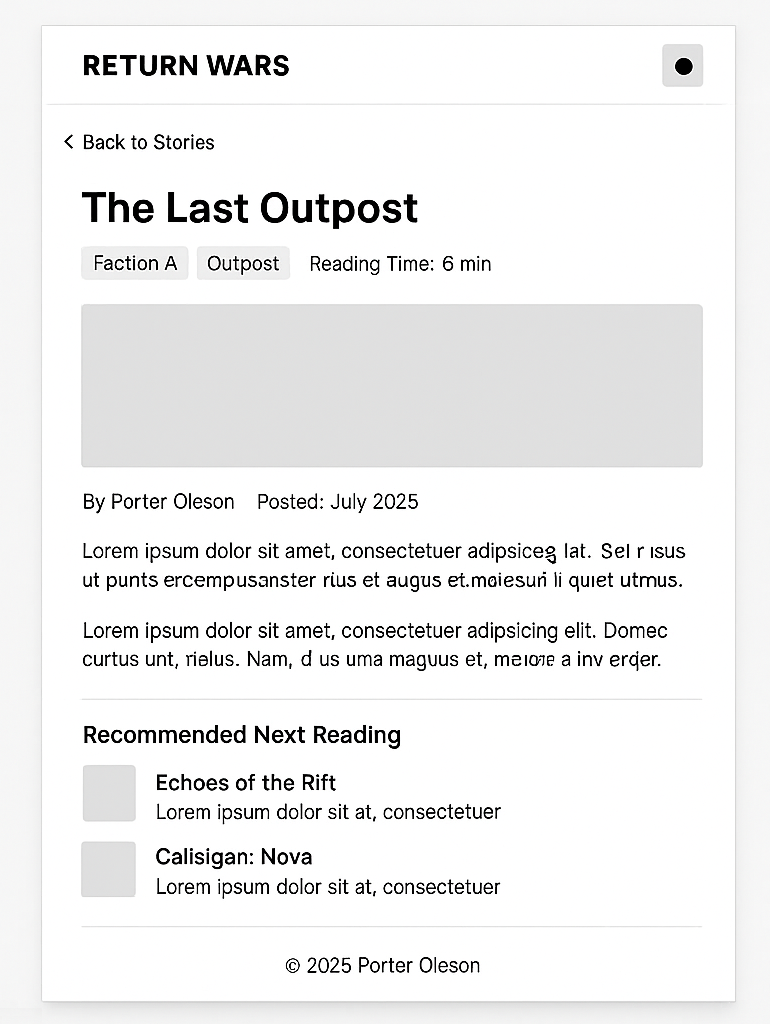 RETURN WARS
Back to Stories
The Last Outpost
Faction A Outpost Reading Time: 6 min
By Porter Oleson Posted: July 2025
Lorem ipsum dolor sit amet, consectetuer adipsiceg lat. Sel r ısus
ut punts ercempusanster rius et augus et.moiesuri li quıet utmus.
Lorem ipsum dolor sit amet, consectetuer adipsicing elit. Domec
curtus unt, rielus. Nam, d us uma maguus et, a inv erder.
Recommended Next Reading
Echoes of the Rift
Lorem ipsum dolor sit at, consectetuer
Calisigan: Nova
Lorem ipsum dolor sit at, consectetuer
© 2025 Porter Oleson